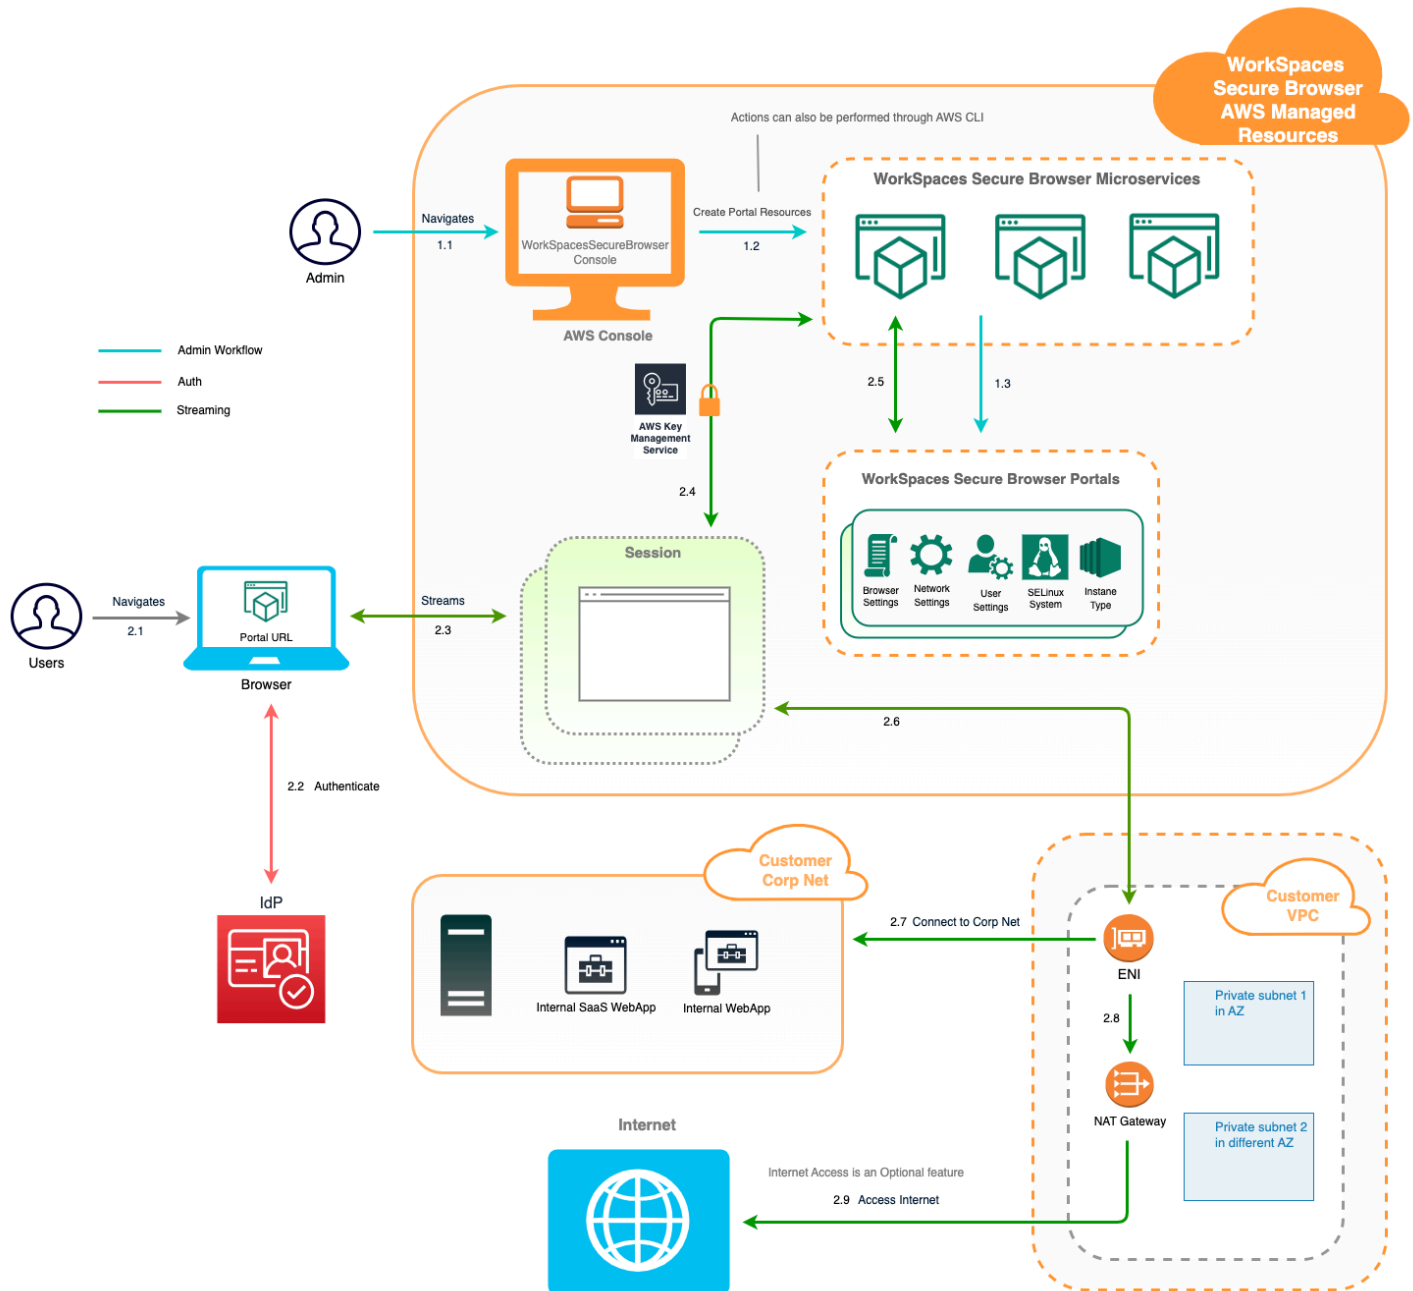 WorkSpaces
Secure Browser
AWS Managed
Resources
Actions can also be performed through AWS CLI
WorkSpaces Secure Browser Microservices
Navigates
1.1
Admin
WorkSpacesSecureBrowser
Console
AWS Console
Create Portal Resources
1.2
Admin Workflow
Auth
Streaming
AWS Key
Management
Service
2.4
2.5
1.3
WorkSpaces Secure Browser Portals
Browser
Settings
Network
Settings
User
Settings
SELinux
System
Instane
Type
Session
Navigates
2.1
Users
Portal URL
Browser
Streams
2.3
2.6
2.2 Authenticate
IdP
Customer
Corp Net
Internal SaaS WebApp
Internal WebApp
2.7 Connect to Corp Net
Customer
VPC
ENI
2.8
Private subnet 1
in AZ
NAT Gateway
Private subnet 2
in different AZ
Internet
Internet Access is an Optional feature
2.9 Access Internet